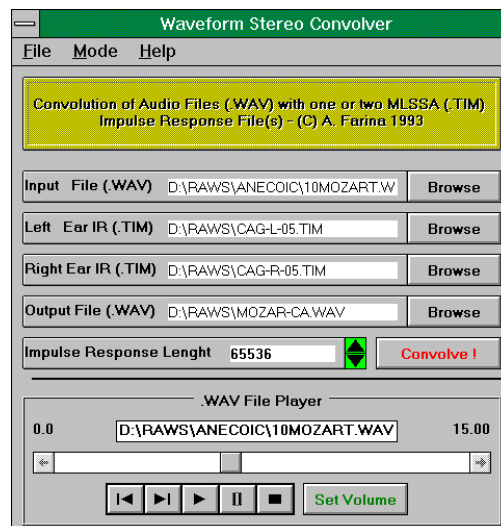 Waveform Stereo Convolver
File Mode Help
Convolution of Audio Files (.WAV) with one or two MLSSA (.TIM)
Impulse Response File(s) - (C) A. Farina 1993
Input File (.WAV) D:\RAWS\ANECOIC\10MOZART.W Browse
Left Ear IR (.TIM) D:\RAWS\CAG-L-05.TIM Browse
Right Ear IR (.TIM) D:\RAWS\CAG-R-05.TIM Browse
Output File (.WAV) D:\RAWS\MOZAR-CA.WAV Browse
Impulse Response Lenght 65536 Convolve !
.WAV File Player
0.0 D:\RAWS\ANECOIC\10MOZART.WAV 15.00
Set Volume